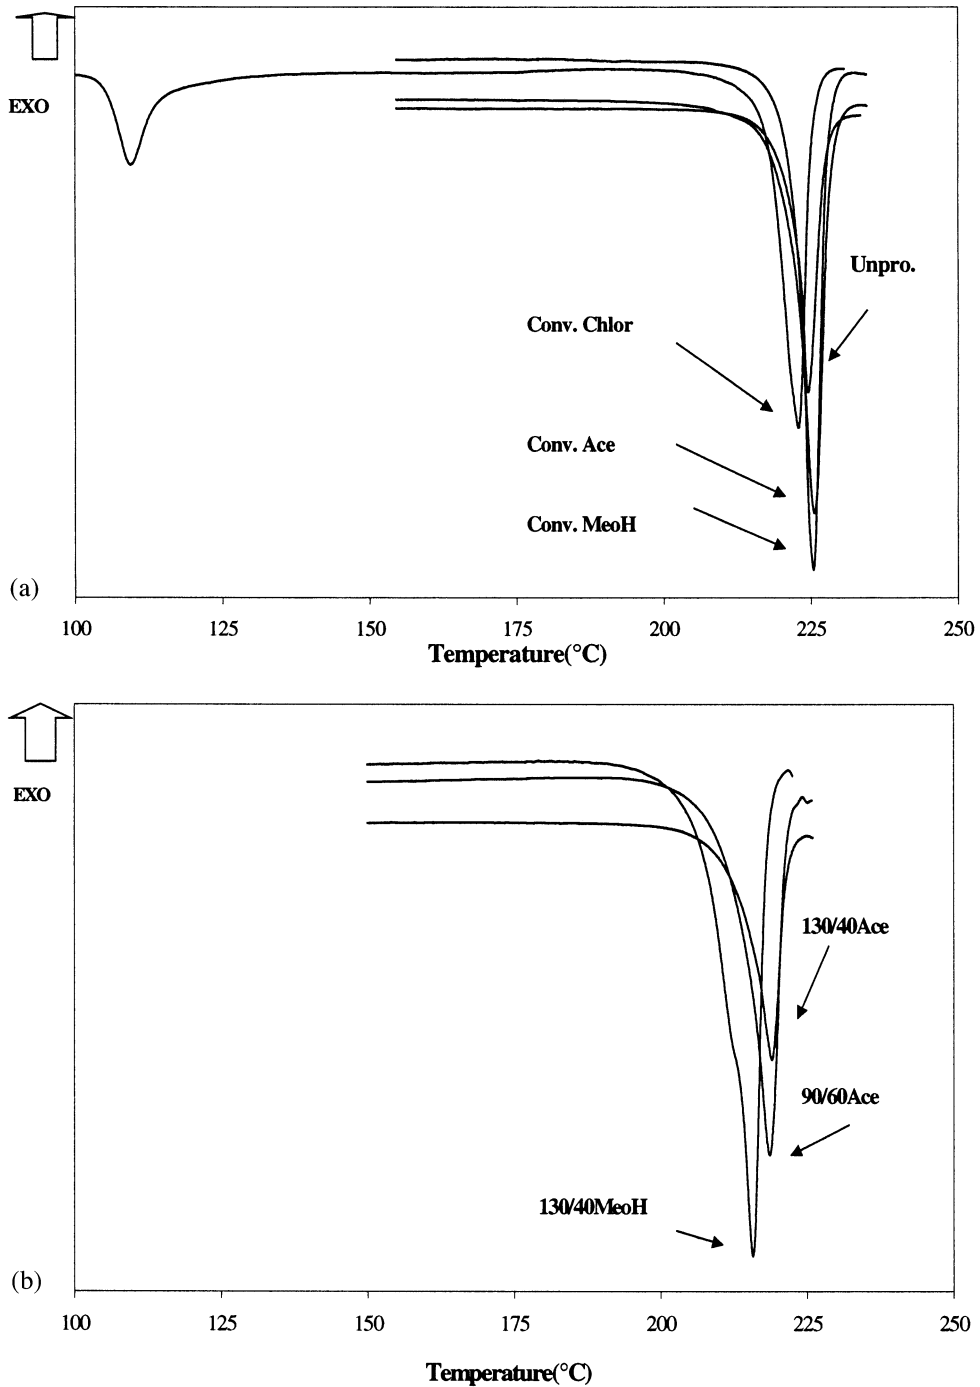 EXO
Unpro.
Conv. Chlor
Conv. Ace
Conv. MeoH
(a)
100 125 150 175 200 225 250
Temperature(°C)
EXO
130/40Ace
90/60Ace
130/40MeoH
(b)
100 125 150 175 200 225 250
Temperature(°C)